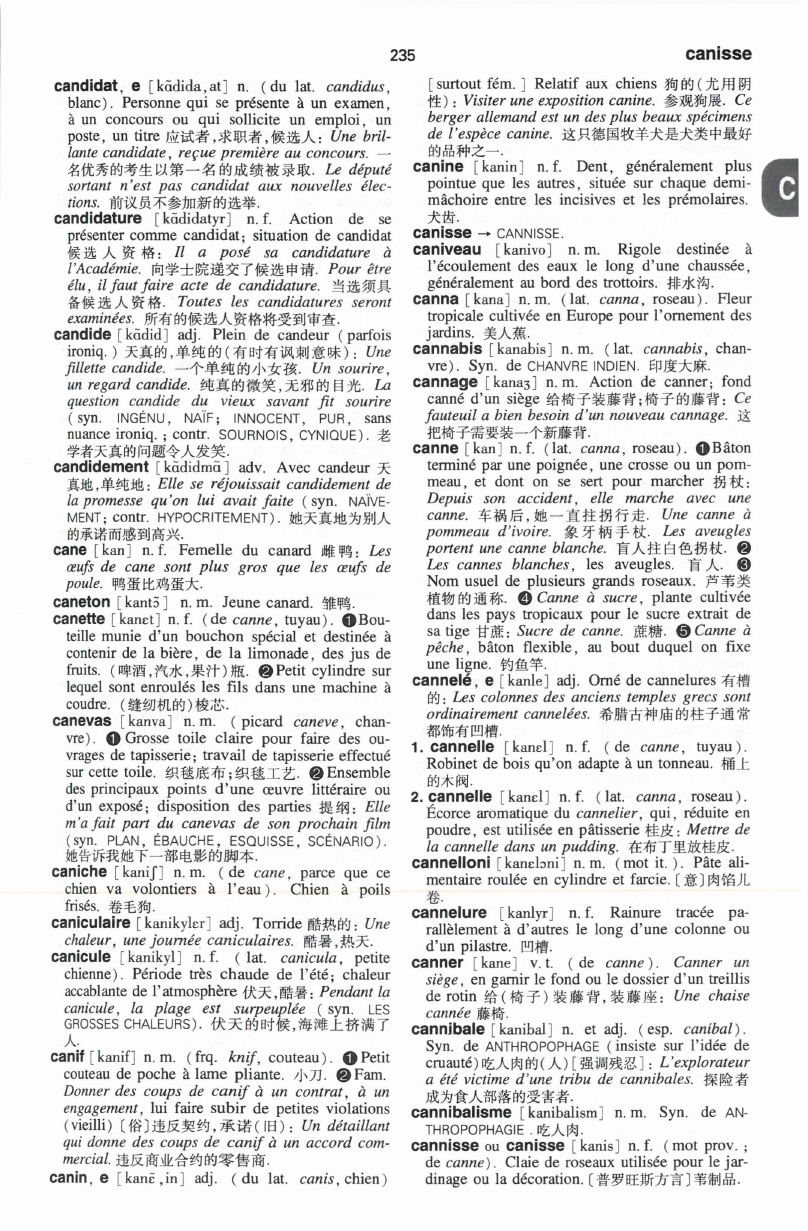 235
canisse
candidat, e [kɑ̃dida,at] n. (du lat. candidus,
blanc). Personne qui se présente à un examen,
à un concours ou qui sollicite un emploi, un
poste, un titre 应试者,求职者,候选人: Une bril-
lante candidate, reçue première au concours. 一
名优秀的考生以第一名的成绩被录取. Le député
sortant n'est pas candidat aux nouvelles élec-
tions. 前议员不参加新的选举.
candidature [kɑ̃didatyr] n.f. Action de se
présenter comme candidat; situation de candidat
候选人资格: Il a posé sa candidature à
l'Académie. 向学士院递交了候选申请. Pour être
élu, il faut faire acte de candidature. 当选须具
备候选人资格. Toutes les candidatures seront
examinées. 所有的候选人资格将受到审查.
candide [kɑ̃did] adj. Plein de candeur (parfois
ironiq.) 天真的,单纯的(有时有讽刺意味): Une
fillette candide. 一个单纯的小女孩. Un sourire,
un regard candide. 纯真的微笑,无邪的目光. La
question candide du vieux savant fit sourire
(syn. INGÉNU, NAÏF; INNOCENT, PUR, sans
nuance ironiq.; contr. SOURNOIS, CYNIQUE). 老
学者天真的问题令人发笑.
candidement [kɑ̃didmɑ̃] adv. Avec candeur 天
真地,单纯地: Elle se réjouissait candidement de
la promesse qu'on lui avait faite (syn. NAÏVE-
MENT; contr. HYPOCRITEMENT). 她天真地为别人
的承诺而感到高兴.
cane [kan] n.f. Femelle du canard 雌鸭: Les
œufs de cane sont plus gros que les œufs de
poule. 鸭蛋比鸡蛋大.
caneton [kantɔ̃] n.m. Jeune canard. 雏鸭.
canette [kanɛt] n.f. (de canne, tuyau). ❶Bou-
teille munie d'un bouchon spécial et destinée à
contenir de la bière, de la limonade, des jus de
fruits. (啤酒,汽水,果汁)瓶. ❷Petit cylindre sur
lequel sont enroulés les fils dans une machine à
coudre. (缝纫机的)梭芯.
canevas [kanva] n.m. (picard caneve, chan-
vre). ❶ Grosse toile claire pour faire des ou-
vrages de tapisserie; travail de tapisserie effectué
sur cette toile. 织毯底布;织毯工艺. ❷Ensemble
des principaux points d'une œuvre littéraire ou
d'un exposé; disposition des parties 提纲: Elle
m'a fait part du canevas de son prochain film
(syn. PLAN, ÉBAUCHE, ESQUISSE, SCÉNARIO).
她告诉我她下一部电影的脚本.
caniche [kaniʃ] n.m. (de cane, parce que ce
chien va volontiers à l'eau). Chien à poils
frisés. 卷毛狗.
caniculaire [kanikylɛr] adj. Torride 酷热的: Une
chaleur, une journée caniculaires. 酷暑,热天.
canicule [kanikyl] n.f. (lat. canicula, petite
chienne). Période très chaude de l'été; chaleur
accablante de l'atmosphère 伏天,酷暑: Pendant la
canicule, la plage est surpeuplée (syn. LES
GROSSES CHALEURS). 伏天的时候,海滩上挤满了
人.
canif [kanif] n.m. (frq. knif, couteau). ❶Petit
couteau de poche à lame pliante. 小刀. ❷Fam.
Donner des coups de canif à un contrat, à un
engagement, lui faire subir de petites violations
(vieilli)〔俗〕违反契约,承诺(旧): Un détaillant
qui donne des coups de canif à un accord com-
mercial. 违反商业合约的零售商.
canin, e [kanɛ̃,in] adj. (du lat. canis, chien)
[surtout fém.] Relatif aux chiens 狗的(尤用阴
性): Visiter une exposition canine. 参观狗展. Ce
berger allemand est un des plus beaux spécimens
de l'espèce canine. 这只德国牧羊犬是犬类中最好
的品种之一.
canine [kanin] n.f. Dent, généralement plus
pointue que les autres, située sur chaque demi-
mâchoire entre les incisives et les prémolaires.
犬齿.
C
canisse → CANNISSE.
caniveau [kanivo] n.m. Rigole destinée à
l'écoulement des eaux le long d'une chaussée,
généralement au bord des trottoirs. 排水沟.
canna [kana] n.m. (lat. canna, roseau). Fleur
tropicale cultivée en Europe pour l'ornement des
jardins. 美人蕉.
cannabis [kanabis] n.m. (lat. cannabis, chan-
vre). Syn. de CHANVRE INDIEN. 印度大麻.
cannage [kanaʒ] n.m. Action de canner; fond
canné d'un siège 给椅子装藤背;椅子的藤背: Ce
fauteuil a bien besoin d'un nouveau cannage. 这
把椅子需要装一个新藤背.
canne [kan] n.f. (lat. canna, roseau). ❶Bâton
terminé par une poignée, une crosse ou un pom-
meau, et dont on se sert pour marcher 拐杖:
Depuis son accident, elle marche avec une
canne. 车祸后,她一直拄拐行走. Une canne à
pommeau d'ivoire. 象牙柄手杖. Les aveugles
portent une canne blanche. 盲人拄白色拐杖. ❷
Les cannes blanches, les aveugles. 盲人. ❸
Nom usuel de plusieurs grands roseaux. 芦苇类
植物的通称. ❹ Canne à sucre, plante cultivée
dans les pays tropicaux pour le sucre extrait de
sa tige 甘蔗: Sucre de canne. 蔗糖. ❺Canne à
pêche, bâton flexible, au bout duquel on fixe
une ligne. 钓鱼竿.
cannelé, e [kanle] adj. Orné de cannelures 有槽
的: Les colonnes des anciens temples grecs sont
ordinairement cannelées. 希腊古神庙的柱子通常
都饰有凹槽.
1. cannelle [kanɛl] n.f. (de canne, tuyau).
Robinet de bois qu'on adapte à un tonneau. 桶上
的木阀.
2. cannelle [kanɛl] n.f. (lat. canna, roseau).
Écorce aromatique du cannelier, qui, réduite en
poudre, est utilisée en pâtisserie 桂皮: Mettre de
la cannelle dans un pudding. 在布丁里放桂皮.
cannelloni [kanelɔni] n.m. (mot it.). Pâte ali-
mentaire roulée en cylindre et farcie.〔意〕肉馅儿
卷.
cannelure [kanlyr] n.f. Rainure tracée pa-
rallèlement à d'autres le long d'une colonne ou
d'un pilastre. 凹槽.
canner [kane] v.t. (de canne). Canner un
siège, en garnir le fond ou le dossier d'un treillis
de rotin 给(椅子)装藤背,装藤座: Une chaise
cannée 藤椅.
cannibale [kanibal] n. et adj. (esp. caníbal).
Syn. de ANTHROPOPHAGE (insiste sur l'idée de
cruauté)吃人肉的(人)[强调残忍]: L'explorateur
a été victime d'une tribu de cannibales. 探险者
成为食人部落的受害者.
cannibalisme [kanibalism] n.m. Syn. de AN-
THROPOPHAGIE. 吃人肉.
cannisse ou canisse [kanis] n.f. (mot prov.;
de canne). Claie de roseaux utilisée pour le jar-
dinage ou la décoration.〔普罗旺斯方言〕苇制品.